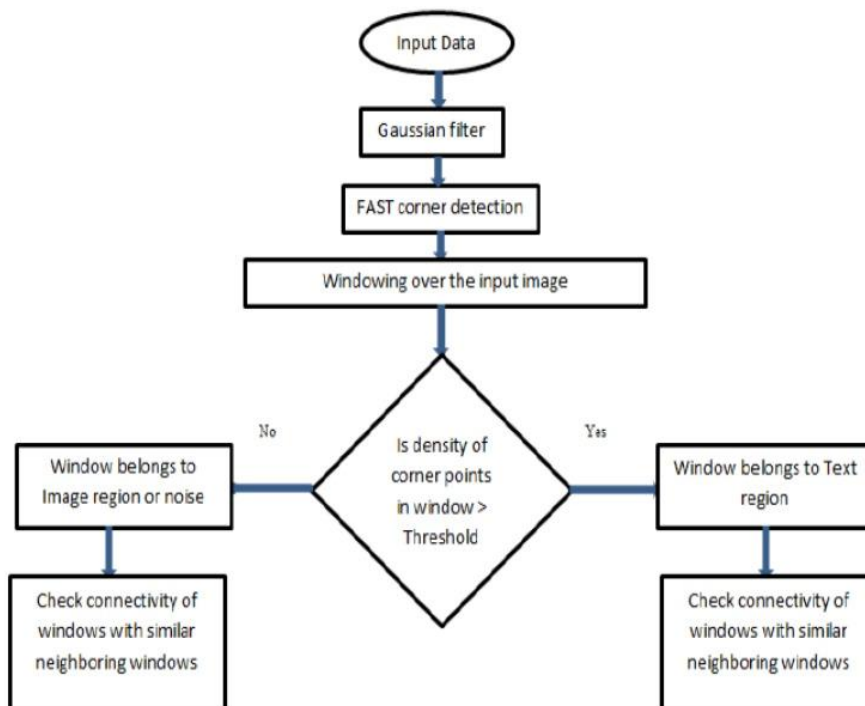 Input Data
Gaussian filter
FAST corner detection
Windowing over the input image
No
Yes
Is density of
corner points
in window >
Threshold
Window belongs to
Image region or noise
Window belongs to Text
region
Check connectivity of
windows with similar
neighboring windows
Check connectivity of
windows with similar
neighboring windows